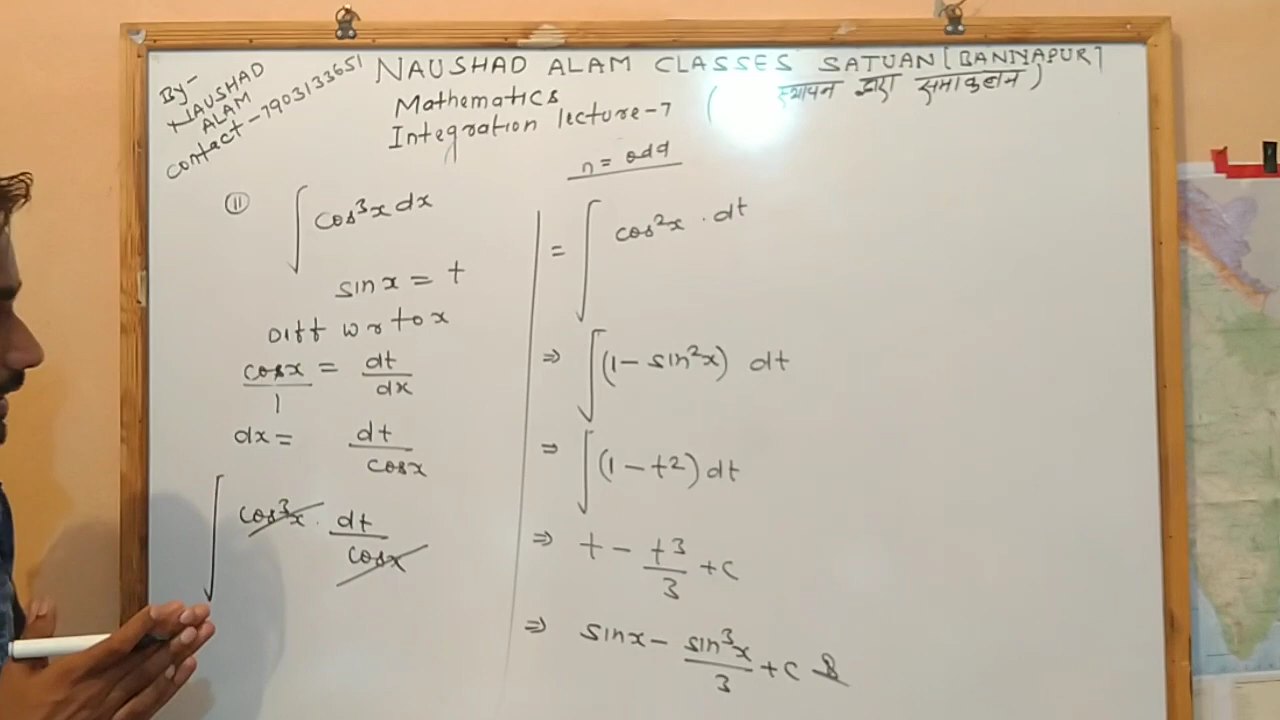 By-
NAUSHAD
ALAM
contact-7903133651
NAUSHAD ALAM CLASSES SATUAN [BANNAPUR]
Mathematics
Integration lecture-7 ( स्थापन द्वारा समाकलन )
n = odd
⑪ ∫ cos³x dx
sin x = t
Diff w r to x
cosx/1 = dt/dx
dx = dt/cosx
∫ cos³x · dt/cosx
= ∫ cos²x . dt
⇒ ∫ (1 - sin²x) dt
⇒ ∫ (1 - t²) dt
⇒ t - t³/3 + c
⇒ sinx - sin³x/3 + c